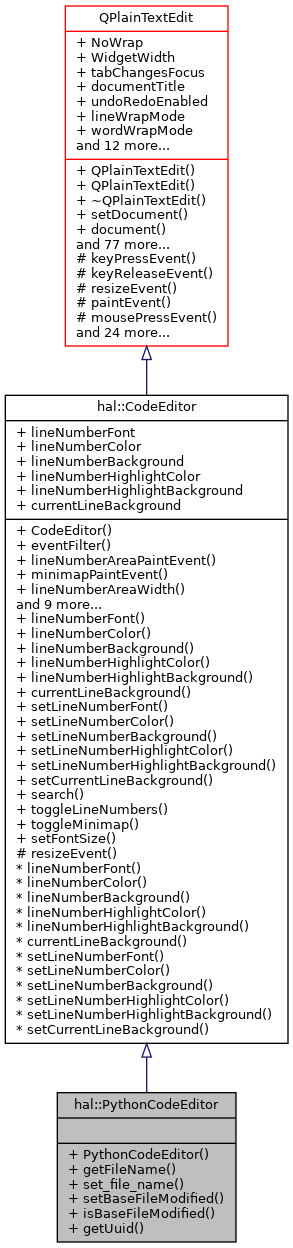 QPlainTextEdit
+ NoWrap
+ WidgetWidth
+ tabChangesFocus
+ documentTitle
+ undoRedoEnabled
+ lineWrapMode
+ wordWrapMode
and 12 more...
+ QPlainTextEdit()
+ QPlainTextEdit()
+ ~QPlainTextEdit()
+ setDocument()
+ document()
and 77 more...
# keyPressEvent()
# keyReleaseEvent()
# resizeEvent()
# paintEvent()
# mousePressEvent()
and 24 more...
hal::CodeEditor
+ lineNumberFont
+ lineNumberColor
+ lineNumberBackground
+ lineNumberHighlightColor
+ lineNumberHighlightBackground
+ currentLineBackground
+ CodeEditor()
+ eventFilter()
+ lineNumberAreaPaintEvent()
+ minimapPaintEvent()
+ lineNumberAreaWidth()
and 9 more...
+ lineNumberFont()
+ lineNumberColor()
+ lineNumberBackground()
+ lineNumberHighlightColor()
+ lineNumberHighlightBackground()
+ currentLineBackground()
+ setLineNumberFont()
+ setLineNumberColor()
+ setLineNumberBackground()
+ setLineNumberHighlightColor()
+ setLineNumberHighlightBackground()
+ setCurrentLineBackground()
+ search()
+ toggleLineNumbers()
+ toggleMinimap()
+ setFontSize()
# resizeEvent()
* lineNumberFont()
* lineNumberColor()
* lineNumberBackground()
* lineNumberHighlightColor()
* lineNumberHighlightBackground()
* currentLineBackground()
* setLineNumberFont()
* setLineNumberColor()
* setLineNumberBackground()
* setLineNumberHighlightColor()
* setLineNumberHighlightBackground()
* setCurrentLineBackground()
hal::PythonCodeEditor
+ PythonCodeEditor()
+ getFileName()
+ set_file_name()
+ setBaseFileModified()
+ isBaseFileModified()
+ getUuid()